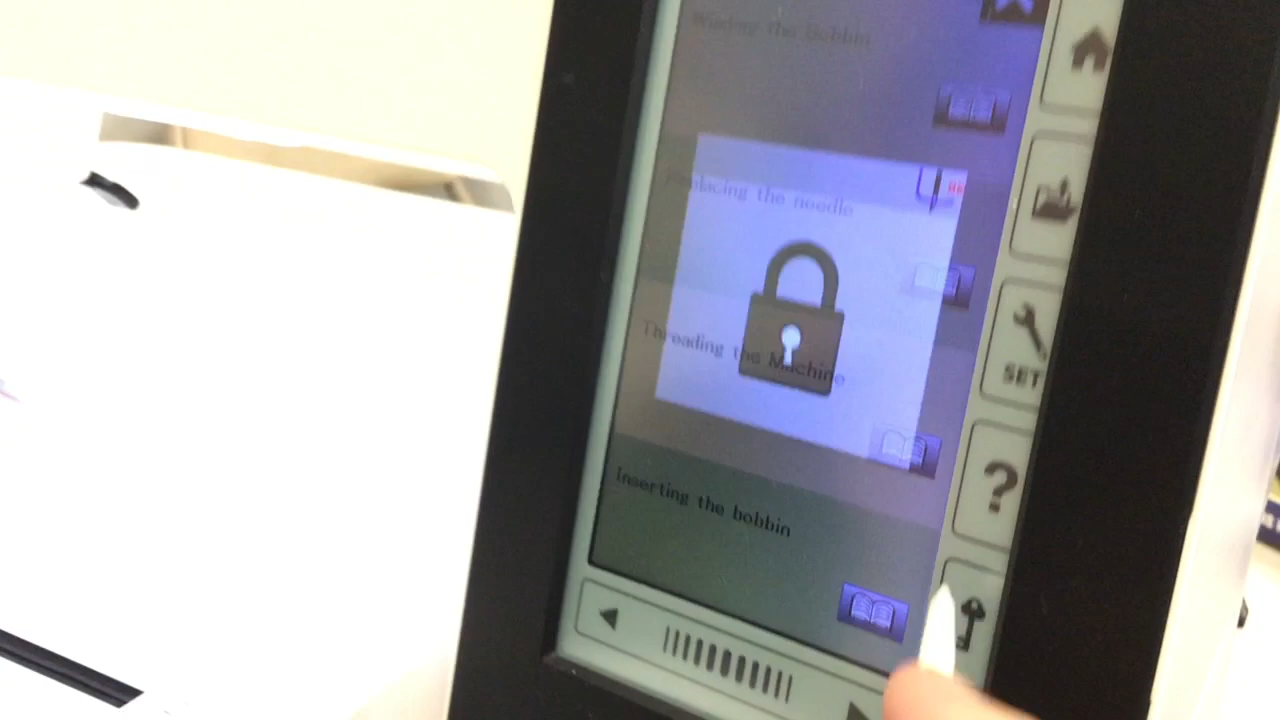 Winding the Bobbin
Replacing the needle
Threading the Machine
SET
?
Inserting the bobbin